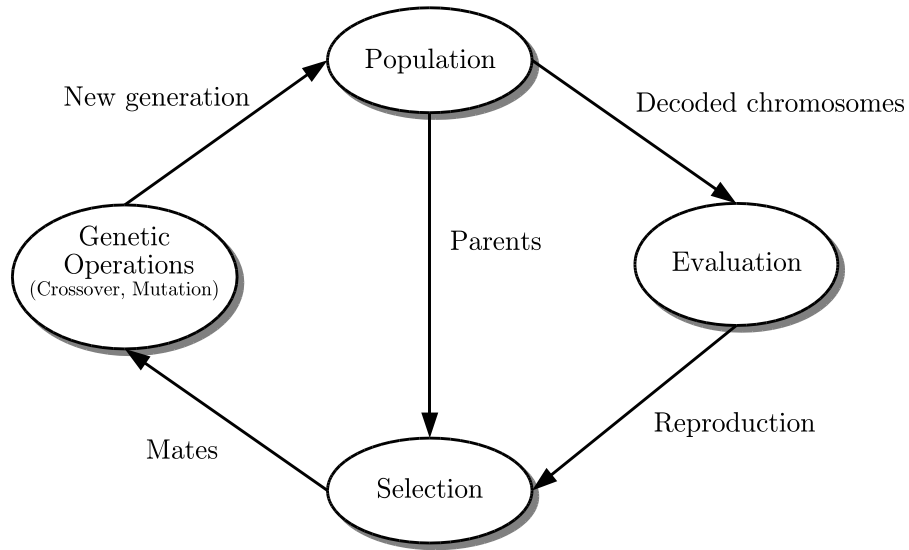 Population
New generation
Decoded chromosomes
Genetic
Operations
(Crossover, Mutation)
Parents
Evaluation
Reproduction
Mates
Selection